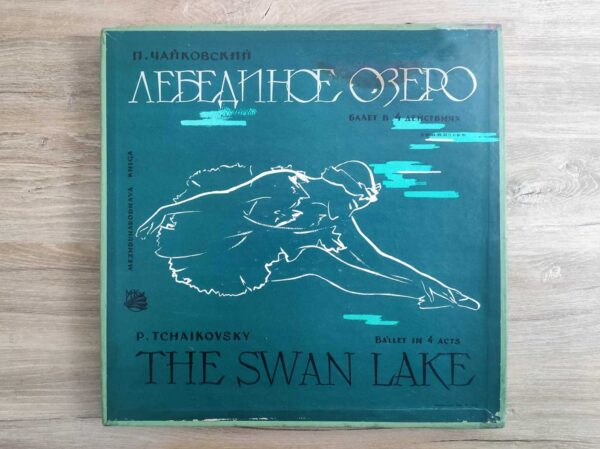 П. ЧАЙКОВСКИЙ
ЛЕБЕДИНОЕ ОЗЕРО
БАЛЕТ В 4 ДЕЙСТВИЯХ
MEZHDUNARODNAYA KNIGA
P. TCHAIKOVSKY
BALLET IN 4 ACTS
THE SWAN LAKE